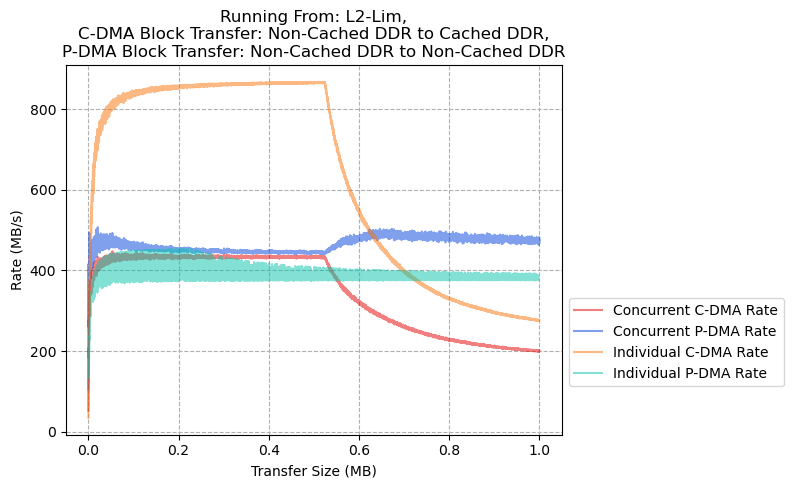 Running From: L2-Lim,
C-DMA Block Transfer: Non-Cached DDR to Cached DDR,
P-DMA Block Transfer: Non-Cached DDR to Non-Cached DDR
800
600
400
200
0
Rate (MB/s)
0.0 0.2 0.4 0.6 0.8 1.0
Transfer Size (MB)
Concurrent C-DMA Rate
Concurrent P-DMA Rate
Individual C-DMA Rate
Individual P-DMA Rate